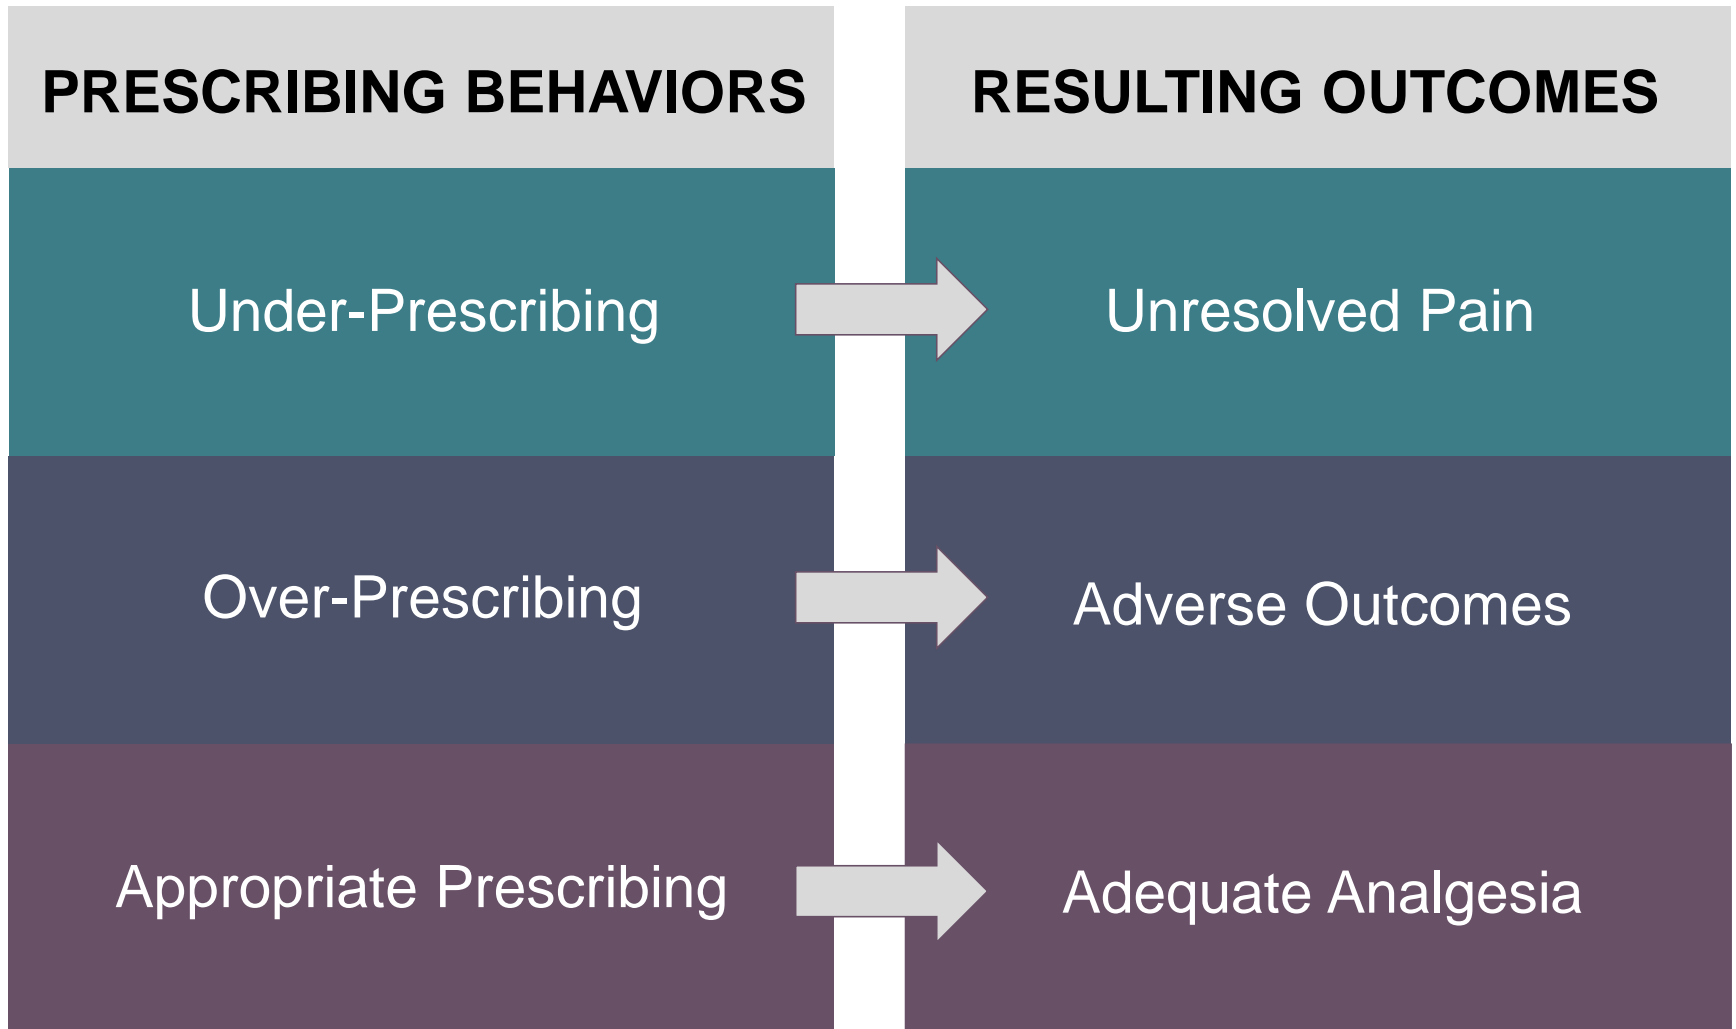 PRESCRIBING BEHAVIORS
RESULTING OUTCOMES
Under-Prescribing
Unresolved Pain
Over-Prescribing
Adverse Outcomes
Appropriate Prescribing
Adequate Analgesia